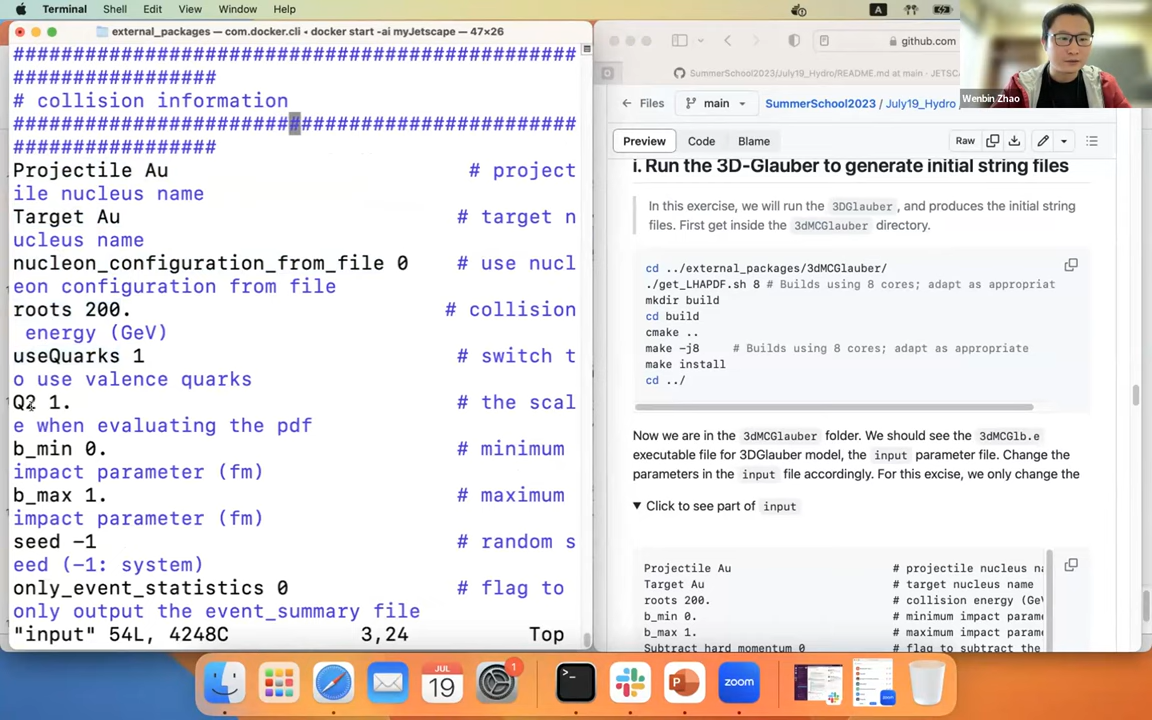 Terminal Shell Edit View Window Help
A
external_packages — com.docker.cli • docker start -ai myJetscape — 47×26
###############################################
#################
# collision information
###############################################
#################
Projectile Au # project
ile nucleus name
Target Au # target n
ucleus name
nucleon_configuration_from_file 0 # use nucl
eon configuration from file
roots 200. # collision
energy (GeV)
useQuarks 1 # switch t
o use valence quarks
Q2 1. # the scal
e when evaluating the pdf
b_min 0. # minimum
impact parameter (fm)
b_max 1. # maximum
impact parameter (fm)
seed -1 # random s
eed (-1: system)
only_event_statistics 0 # flag to
only output the event_summary file
"input" 54L, 4248C 3,24 Top
github.com
SummerSchool2023/July19_Hydro/README.md at main · JETSC
Wenbin Zhao
Files main SummerSchool2023 / July19_Hydro
Preview Code Blame Raw
i. Run the 3D-Glauber to generate initial string files
In this exercise, we will run the 3DGlauber , and produces the initial string
files. First get inside the 3dMCGlauber directory.
cd ../external_packages/3dMCGlauber/
./get_LHAPDF.sh 8 # Builds using 8 cores; adapt as appropriat
mkdir build
cd build
cmake ..
make -j8 # Builds using 8 cores; adapt as appropriate
make install
cd ../
Now we are in the 3dMCGlauber folder. We should see the 3dMCGlb.e
executable file for 3DGlauber model, the input parameter file. Change the
parameters in the input file accordingly. For this excise, we only change the
Click to see part of input
Projectile Au # projectile nucleus na
Target Au # target nucleus name
roots 200. # collision energy (GeV
b_min 0. # minimum impact parame
b_max 1. # maximum impact parame
Subtract hard momentum 0 # flag to subtract the
JUL
19
1
>_
P
zoom